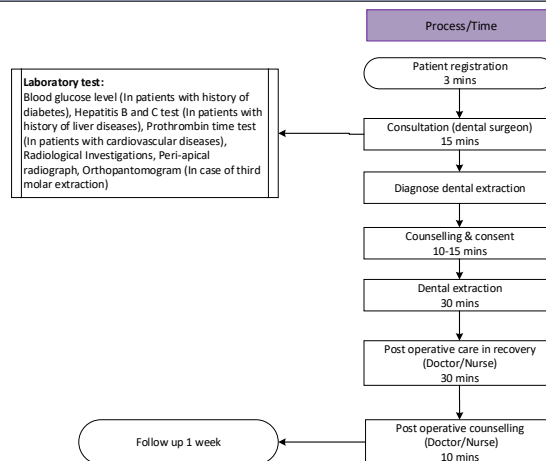 Process/Time
Patient registration
3 mins
Laboratory test:
Blood glucose level (In patients with history of
diabetes), Hepatitis B and C test (In patients with
history of liver diseases), Prothrombin time test
(In patients with cardiovascular diseases),
Radiological Investigations, Peri-apical
radiograph, Orthopantomogram (In case of third
molar extraction)
Consultation (dental surgeon)
15 mins
Diagnose dental extraction
Counselling & consent
10-15 mins
Dental extraction
30 mins
Post operative care in recovery
(Doctor/Nurse)
30 mins
Post operative counselling
(Doctor/Nurse)
10 mins
Follow up 1 week